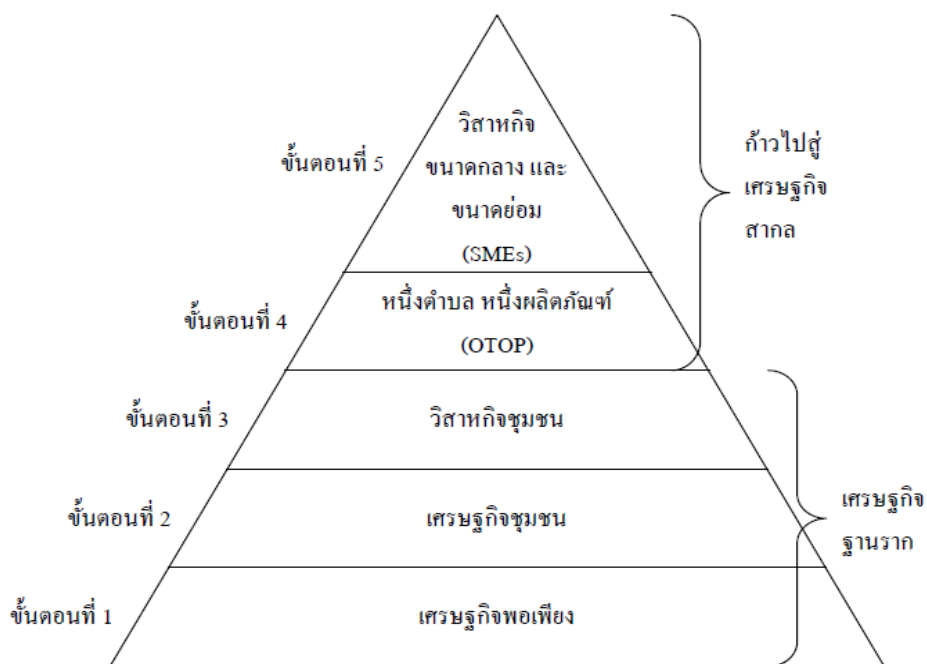 วิสาหกิจ
ขนาดกลาง และ
ขนาดย่อม
(SMEs)
ขั้นตอนที่ 5
ก้าวไปสู่
เศรษฐกิจ
สากล
หนึ่งตำบล หนึ่งผลิตภัณฑ์
(OTOP)
ขั้นตอนที่ 4
ขั้นตอนที่ 3
วิสาหกิจชุมชน
ขั้นตอนที่ 2
เศรษฐกิจชุมชน
เศรษฐกิจ
ฐานราก
ขั้นตอนที่ 1
เศรษฐกิจพอเพียง